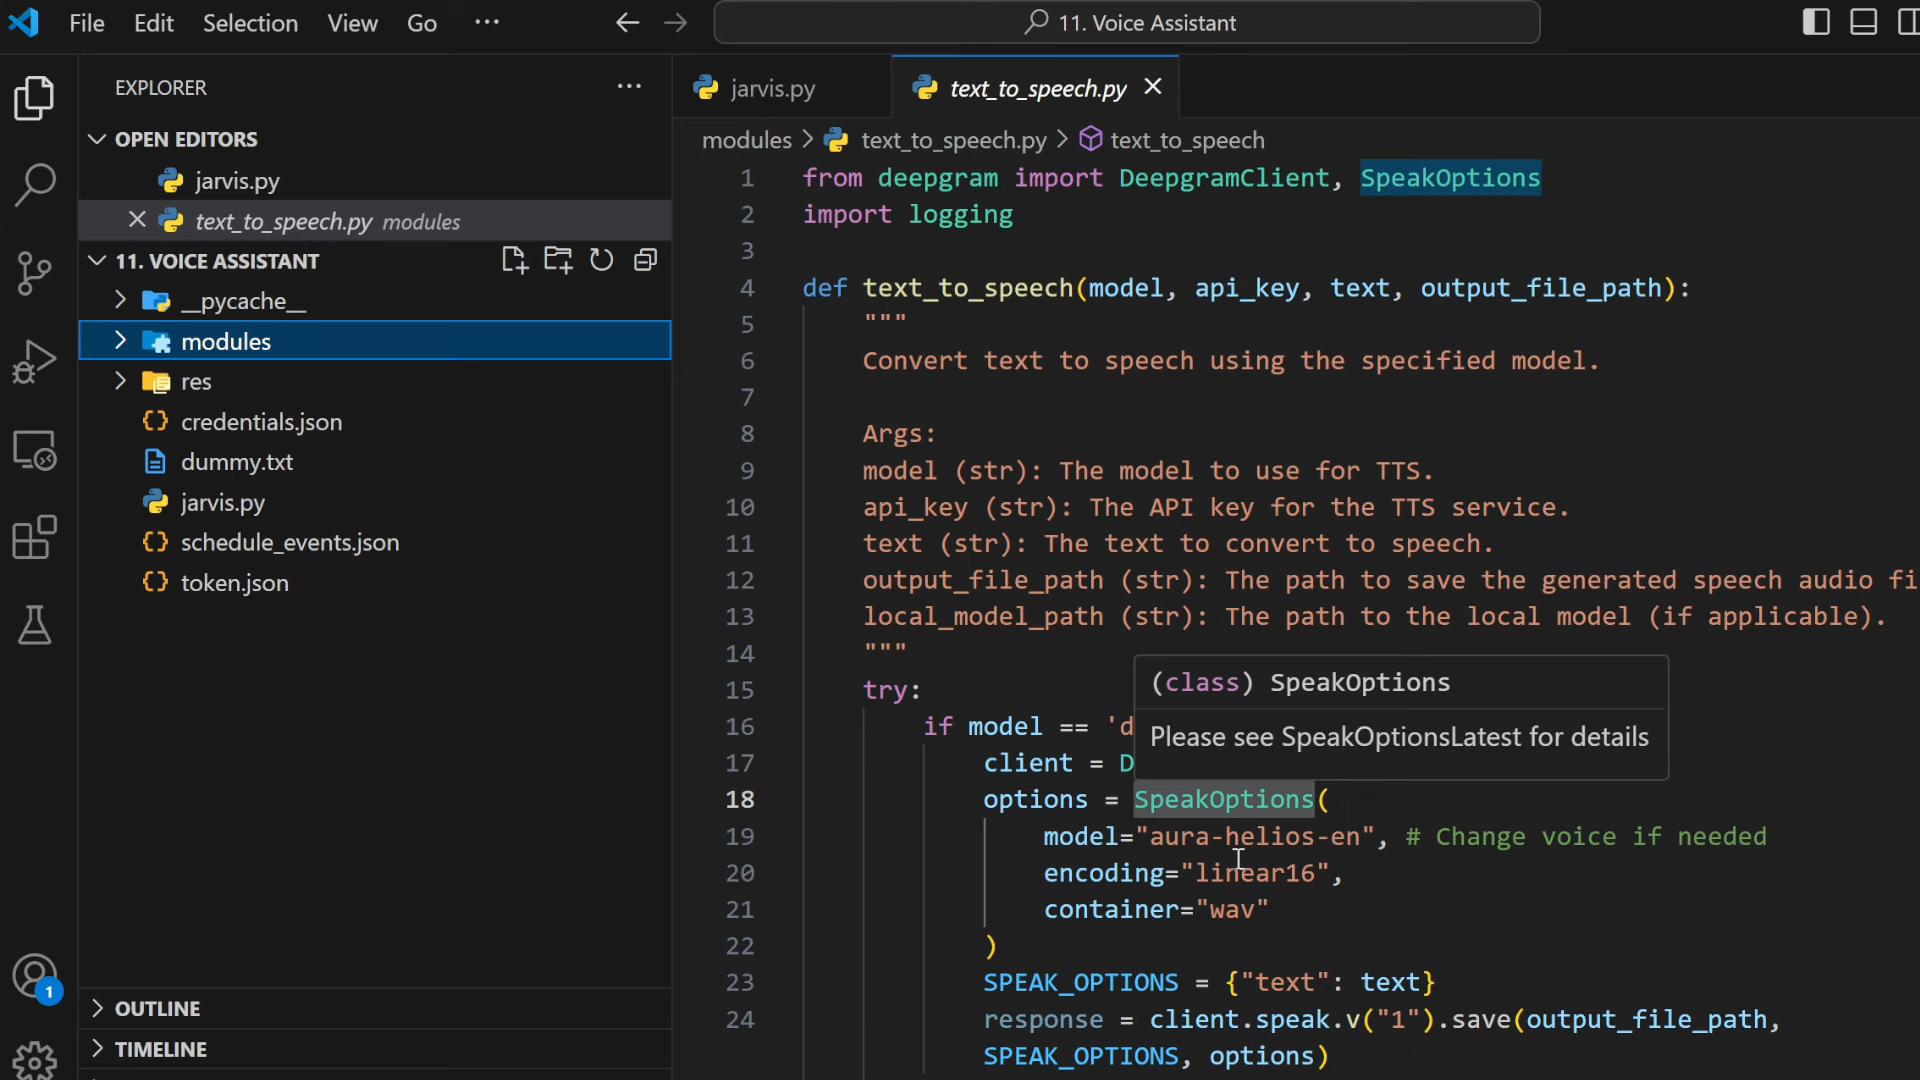 File Edit Selection View Go ···
11. Voice Assistant
EXPLORER
OPEN EDITORS
jarvis.py
text_to_speech.py modules
11. VOICE ASSISTANT
__pycache__
modules
res
credentials.json
dummy.txt
jarvis.py
schedule_events.json
token.json
1
OUTLINE
TIMELINE
jarvis.py
text_to_speech.py
modules > text_to_speech.py > text_to_speech
1 from deepgram import DeepgramClient, SpeakOptions
2 import logging
3
4 def text_to_speech(model, api_key, text, output_file_path):
5 """
6 Convert text to speech using the specified model.
7
8 Args:
9 model (str): The model to use for TTS.
10 api_key (str): The API key for the TTS service.
11 text (str): The text to convert to speech.
12 output_file_path (str): The path to save the generated speech audio fi
13 local_model_path (str): The path to the local model (if applicable).
14 """
15 try:
(class) SpeakOptions
Please see SpeakOptionsLatest for details
16 if model == 'd
17 client = D
18 options = SpeakOptions(
19 model="aura-helios-en", # Change voice if needed
20 encoding="linear16",
21 container="wav"
22 )
23 SPEAK_OPTIONS = {"text": text}
24 response = client.speak.v("1").save(output_file_path,
SPEAK_OPTIONS, options)